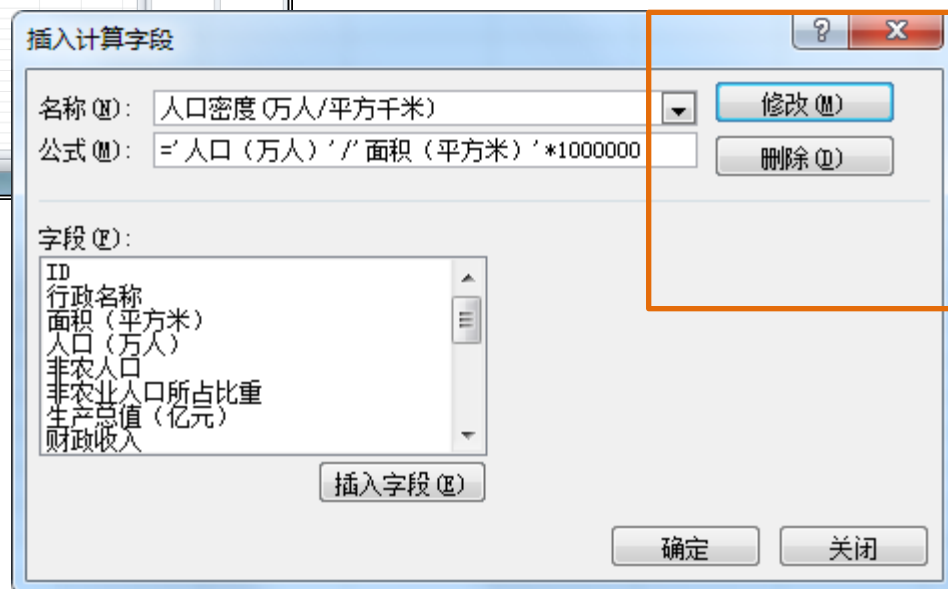 插入计算字段
名称(N): 人口密度(万人/平方千米) 修改(M)
公式(M): ='人口（万人）'/'面积（平方米）'*1000000 删除(D)
字段(F):
ID
行政名称
面积（平方米）
人口（万人）
非农人口
非农业人口所占比重
生产总值（亿元）
财政收入
插入字段(E)
确定 关闭